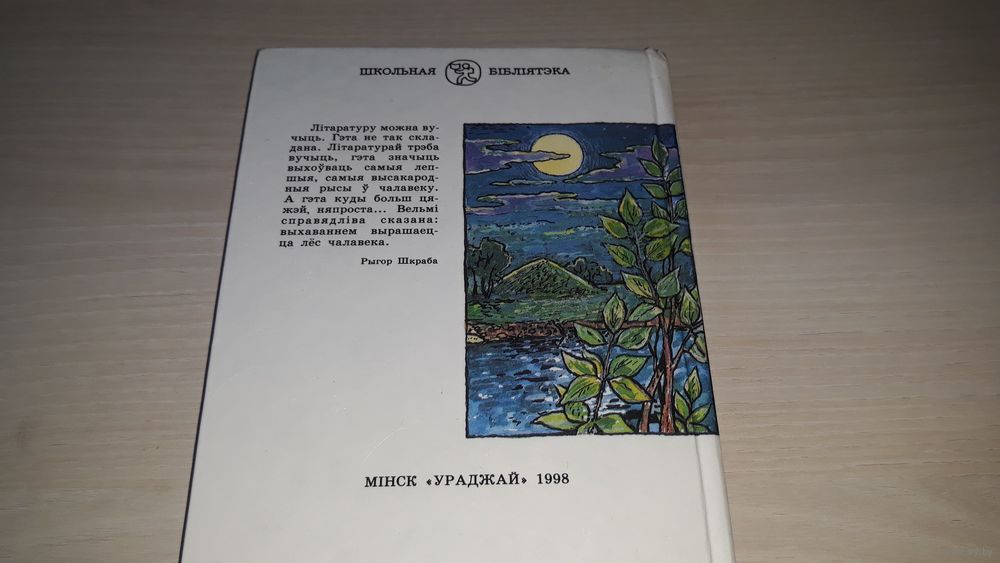 ШКОЛЬНАЯ БІБЛІЯТЭКА
Літаратуру можна ву-
чыць. Гэта не так скла-
дана. Літаратурай трэба
вучыць, гэта значыць
выхоўваць самыя леп-
шыя, самыя высакарод-
ныя рысы ў чалавеку.
А гэта куды больш ця-
жэй, няпроста... Вельмі
справядліва сказана:
выхаваннем вырашаец-
ца лёс чалавека.
Рыгор Шкраба
МІНСК «УРАДЖАЙ» 1998